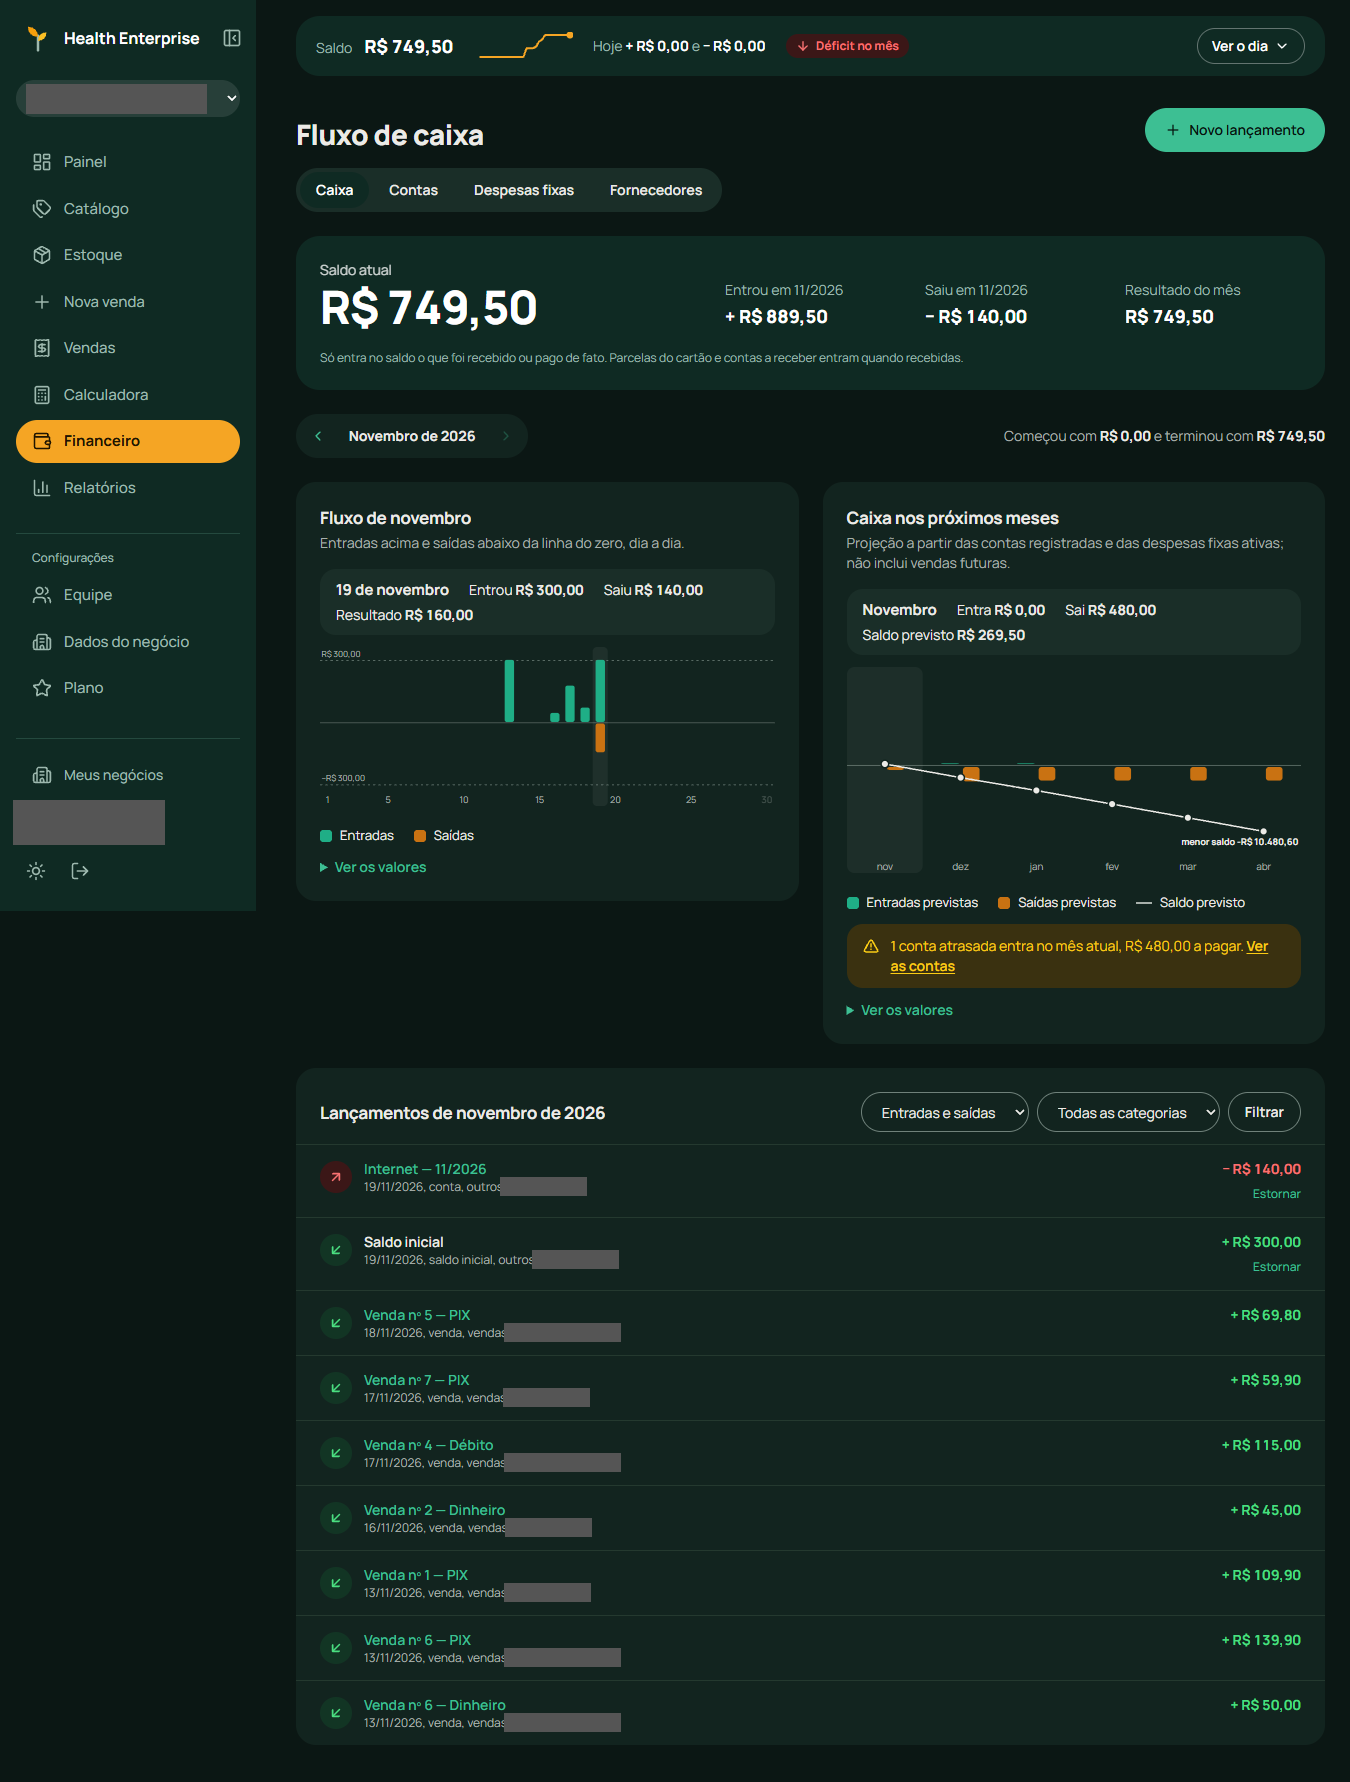 Health Enterprise
Painel
Catálogo
Estoque
Nova venda
Vendas
Calculadora
Financeiro
Relatórios
Configurações
Equipe
Dados do negócio
Plano
Meus negócios
Saldo R$ 749,50
Hoje + R$ 0,00 e − R$ 0,00
Déficit no mês
Ver o dia
Fluxo de caixa
Novo lançamento
Caixa Contas Despesas fixas Fornecedores
Saldo atual
R$ 749,50
Entrou em 11/2026
+ R$ 889,50
Saiu em 11/2026
− R$ 140,00
Resultado do mês
R$ 749,50
Só entra no saldo o que foi recebido ou pago de fato. Parcelas do cartão e contas a receber entram quando recebidas.
Novembro de 2026
Começou com R$ 0,00 e terminou com R$ 749,50
Fluxo de novembro
Entradas acima e saídas abaixo da linha do zero, dia a dia.
19 de novembro Entrou R$ 300,00 Saiu R$ 140,00
Resultado R$ 160,00
R$ 300,00
−R$ 300,00
1 5 10 15 20 25 30
Entradas Saídas
Ver os valores
Caixa nos próximos meses
Projeção a partir das contas registradas e das despesas fixas ativas;
não inclui vendas futuras.
Novembro Entra R$ 0,00 Sai R$ 480,00
Saldo previsto R$ 269,50
menor saldo -R$ 10.480,60
nov dez jan fev mar abr
Entradas previstas Saídas previstas Saldo previsto
1 conta atrasada entra no mês atual, R$ 480,00 a pagar. Ver
as contas
Ver os valores
Lançamentos de novembro de 2026
Entradas e saídas
Todas as categorias
Filtrar
Internet — 11/2026
19/11/2026, conta, outros
− R$ 140,00
Estornar
Saldo inicial
19/11/2026, saldo inicial, outros
+ R$ 300,00
Estornar
Venda nº 5 — PIX
18/11/2026, venda, vendas
+ R$ 69,80
Venda nº 7 — PIX
17/11/2026, venda, vendas
+ R$ 59,90
Venda nº 4 — Débito
17/11/2026, venda, vendas
+ R$ 115,00
Venda nº 2 — Dinheiro
16/11/2026, venda, vendas
+ R$ 45,00
Venda nº 1 — PIX
13/11/2026, venda, vendas
+ R$ 109,90
Venda nº 6 — PIX
13/11/2026, venda, vendas
+ R$ 139,90
Venda nº 6 — Dinheiro
13/11/2026, venda, vendas
+ R$ 50,00